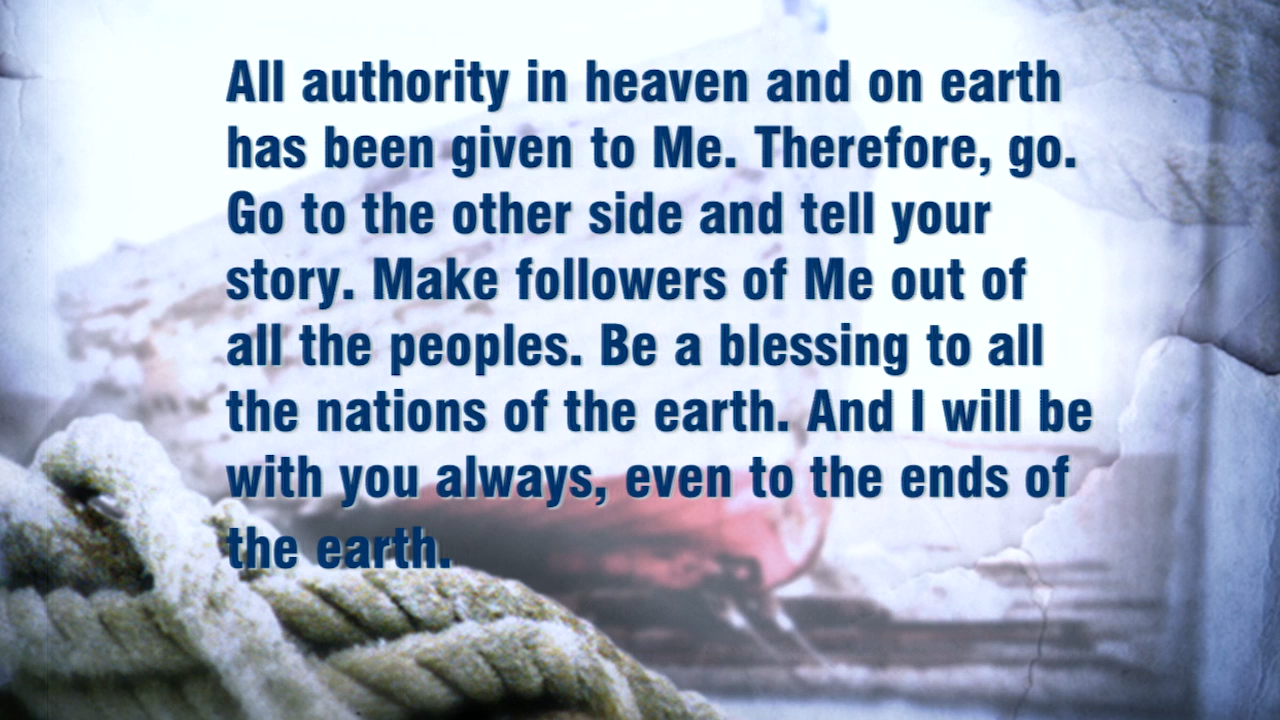 All authority in heaven and on earth
has been given to Me. Therefore, go.
Go to the other side and tell your
story. Make followers of Me out of
all the peoples. Be a blessing to all
the nations of the earth. And I will be
with you always, even to the ends of
the earth.